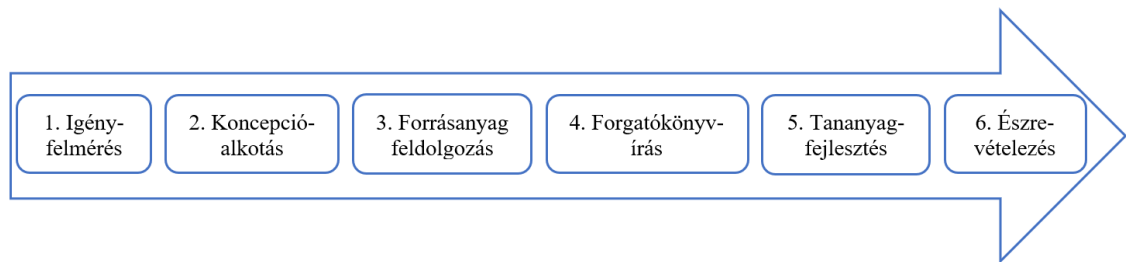 1. Igény-
felmérés
2. Koncepció-
alkotás
3. Forrásanyag
feldolgozás
4. Forgatókönyv-
írás
5. Tananyag-
fejlesztés
6. Észre-
vételezés